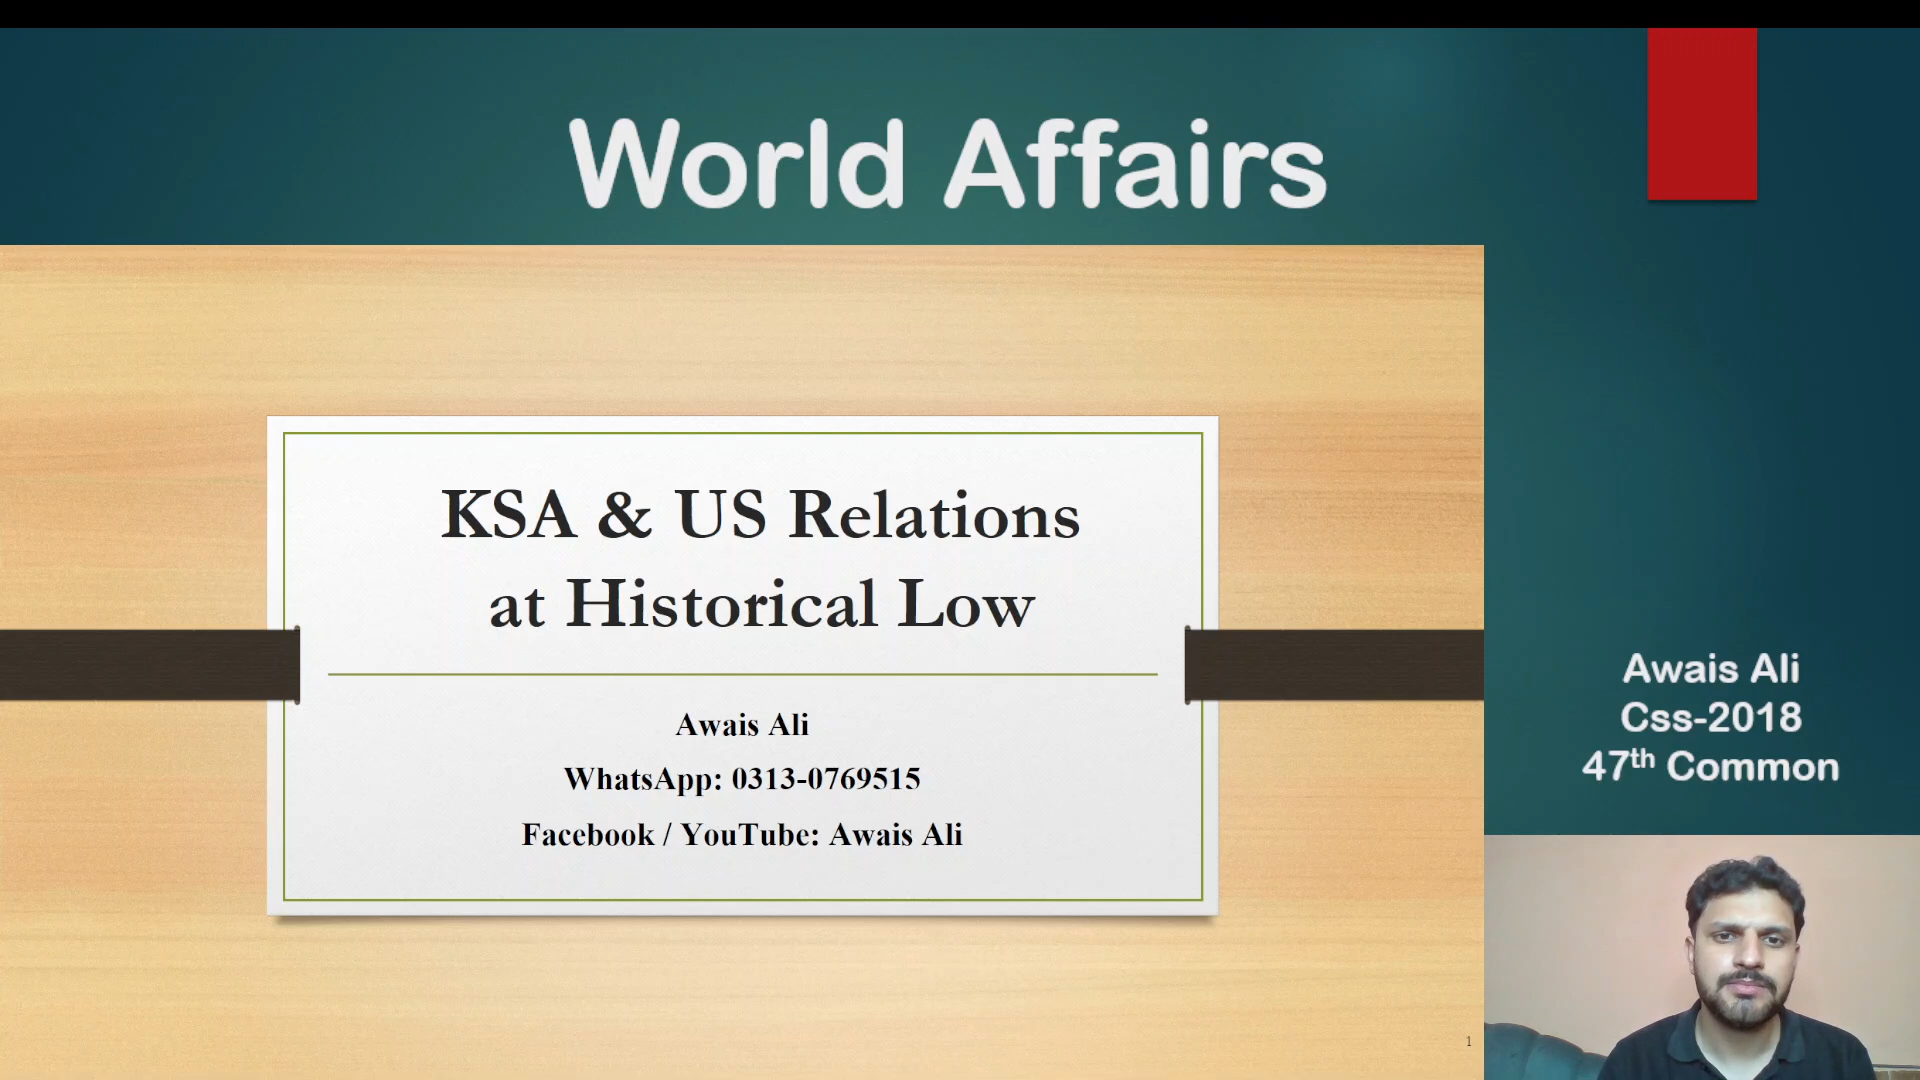 World Affairs
KSA & US Relations
at Historical Low
Awais Ali
WhatsApp: 0313-0769515
Facebook / YouTube: Awais Ali
1
Awais Ali
Css-2018
47th Common